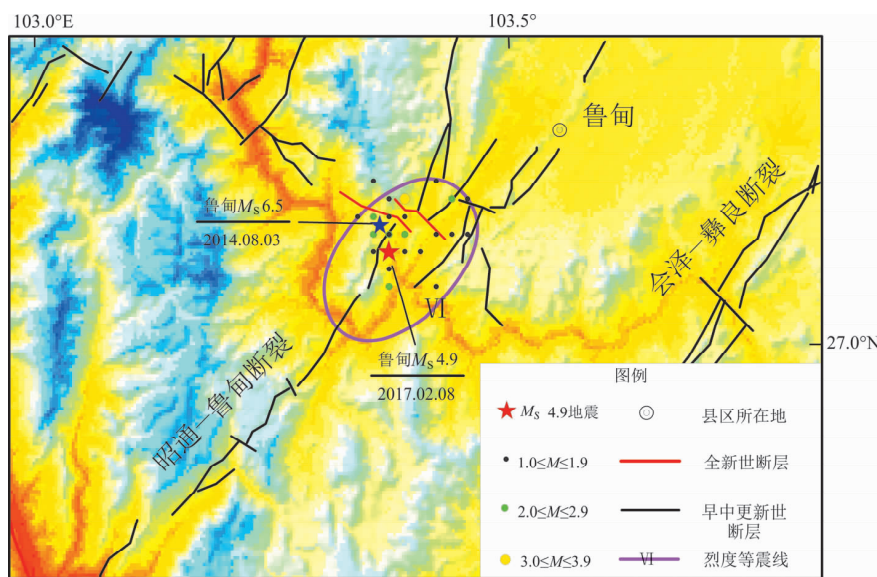 103.0°E
103.5°
鲁甸
会泽—彝良断裂
鲁甸Ms6.5
2014.08.03
Ⅵ
27.0°N
鲁甸Ms4.9
2017.02.08
昭通—鲁甸断裂
图例
Ms 4.9地震
县区所在地
1.0≤M≤1.9
全新世断层
2.0≤M≤2.9
早中更新世
断层
3.0≤M≤3.9
Ⅵ
烈度等震线